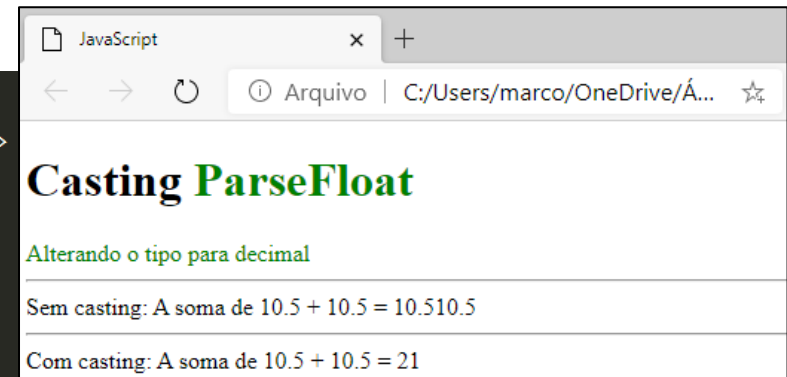 JavaScript
Arquivo | C:/Users/marco/OneDrive/Á...
Casting ParseFloat
Alterando o tipo para decimal
Sem casting: A soma de 10.5 + 10.5 = 10.510.5
Com casting: A soma de 10.5 + 10.5 = 21